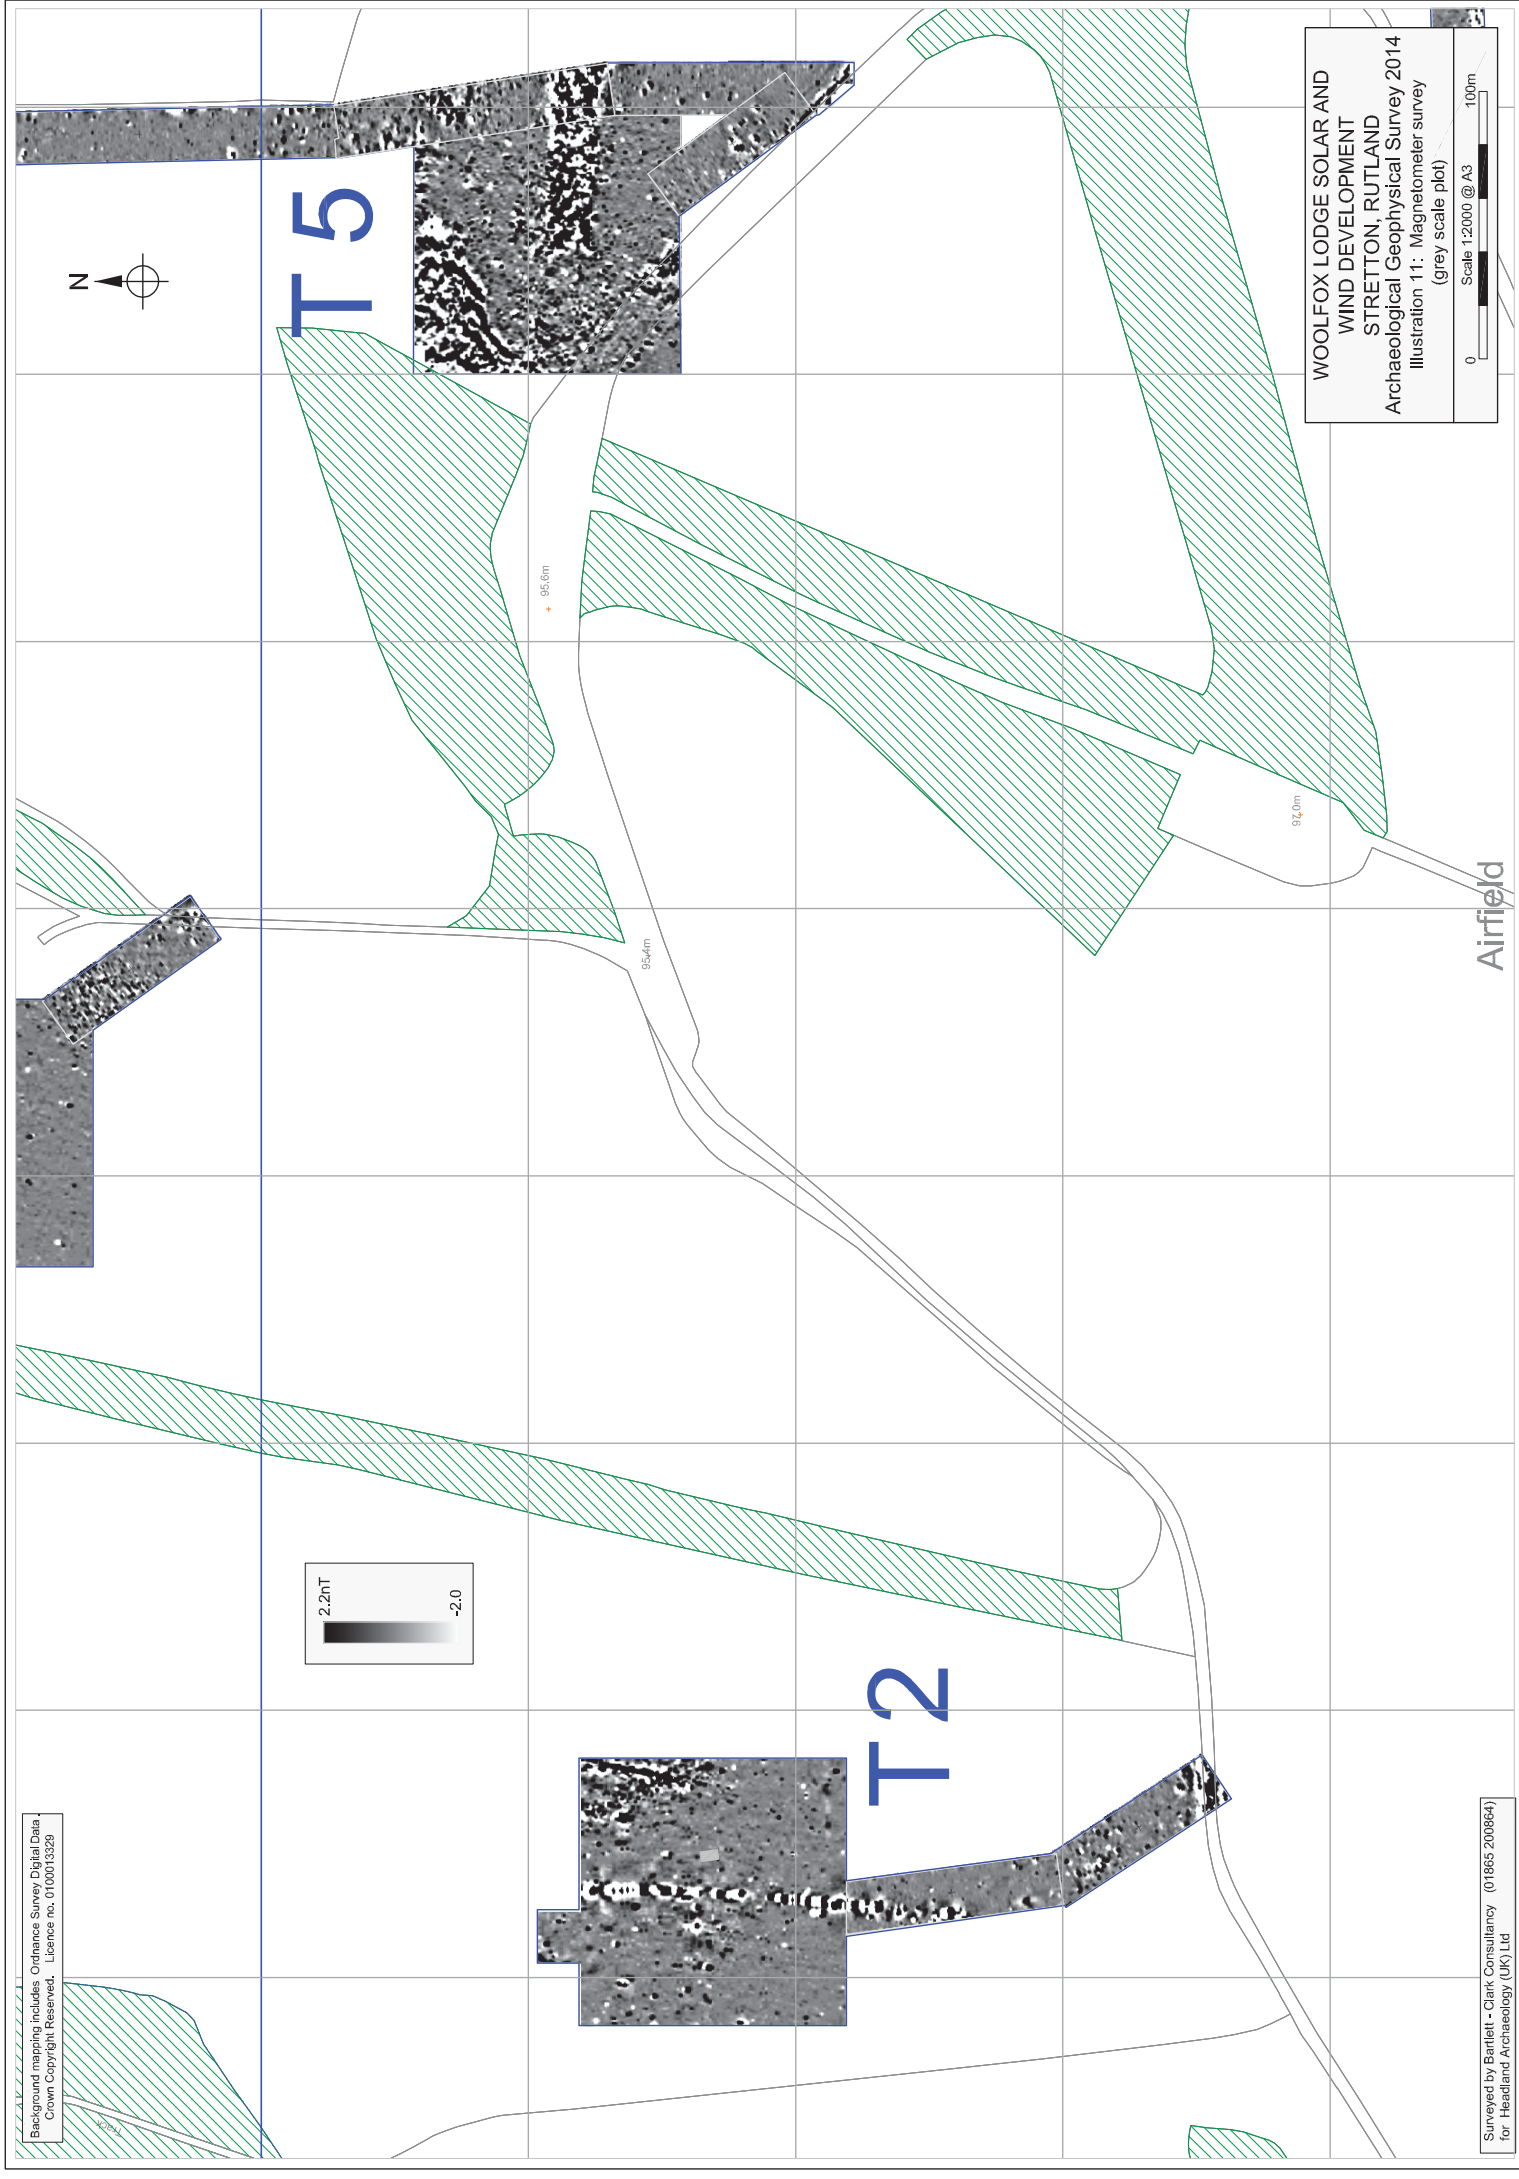 Background mapping includes Ordnance Survey Digital Data.
Crown Copyright Reserved. Licence no. 0100013329
Track
2.2nT
-2.0
N
T 5
T 2
95.6m
95.4m
97.0m
Airfield
WOOLFOX LODGE SOLAR AND
WIND DEVELOPMENT
STRETTON, RUTLAND
Archaeological Geophysical Survey 2014
Illustration 11: Magnetometer survey
(grey scale plot)
Scale 1:2000 @ A3
0 100m
Surveyed by Bartlett - Clark Consultancy (01865 200864)
for Headland Archaeology (UK) Ltd